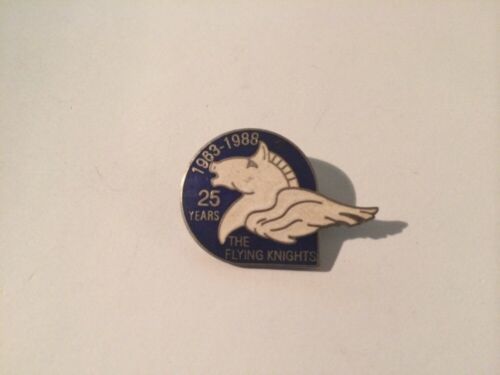 1963-1988
25
YEARS
THE
FLYING KNIGHTS